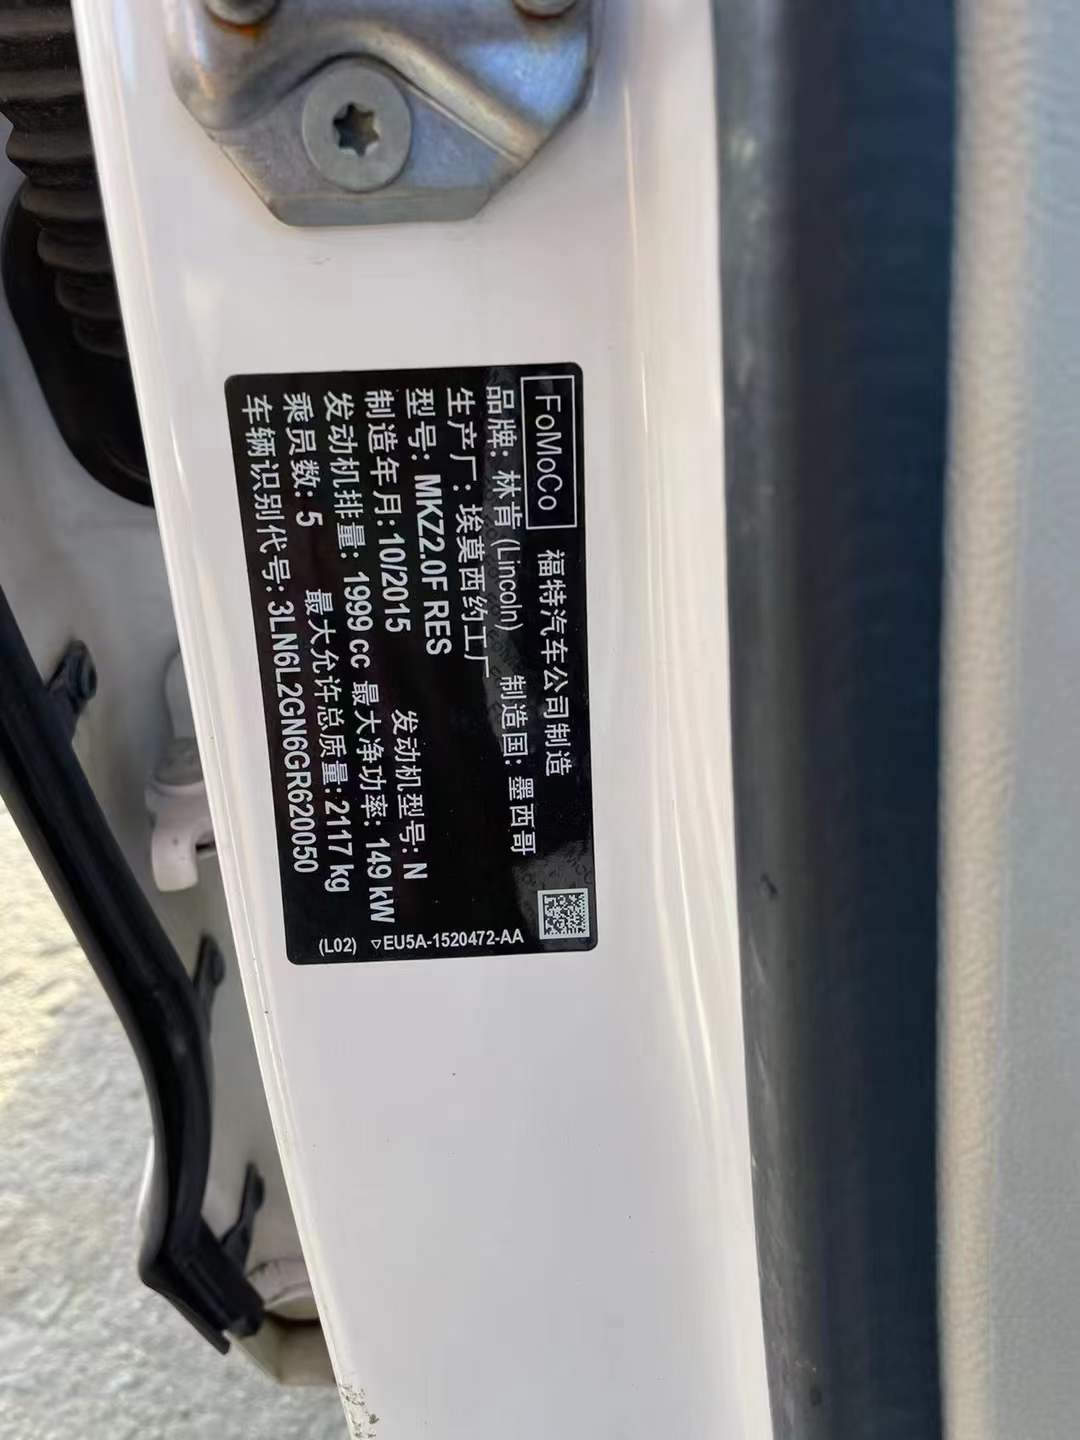 FoMoCo 福特汽车公司制造
品牌: 林肯 (Lincoln) 制造国: 墨西哥
生产厂: 埃莫西约工厂
型号: MKZ2.0F RES 发动机型号: N
制造年月: 10/2015
发动机排量: 1999 cc 最大净功率: 149 kW
乘员数: 5 最大允许总质量: 2117 kg
车辆识别代号: 3LN6L2GN6GR620050
(L02) ▽EU5A-1520472-AA